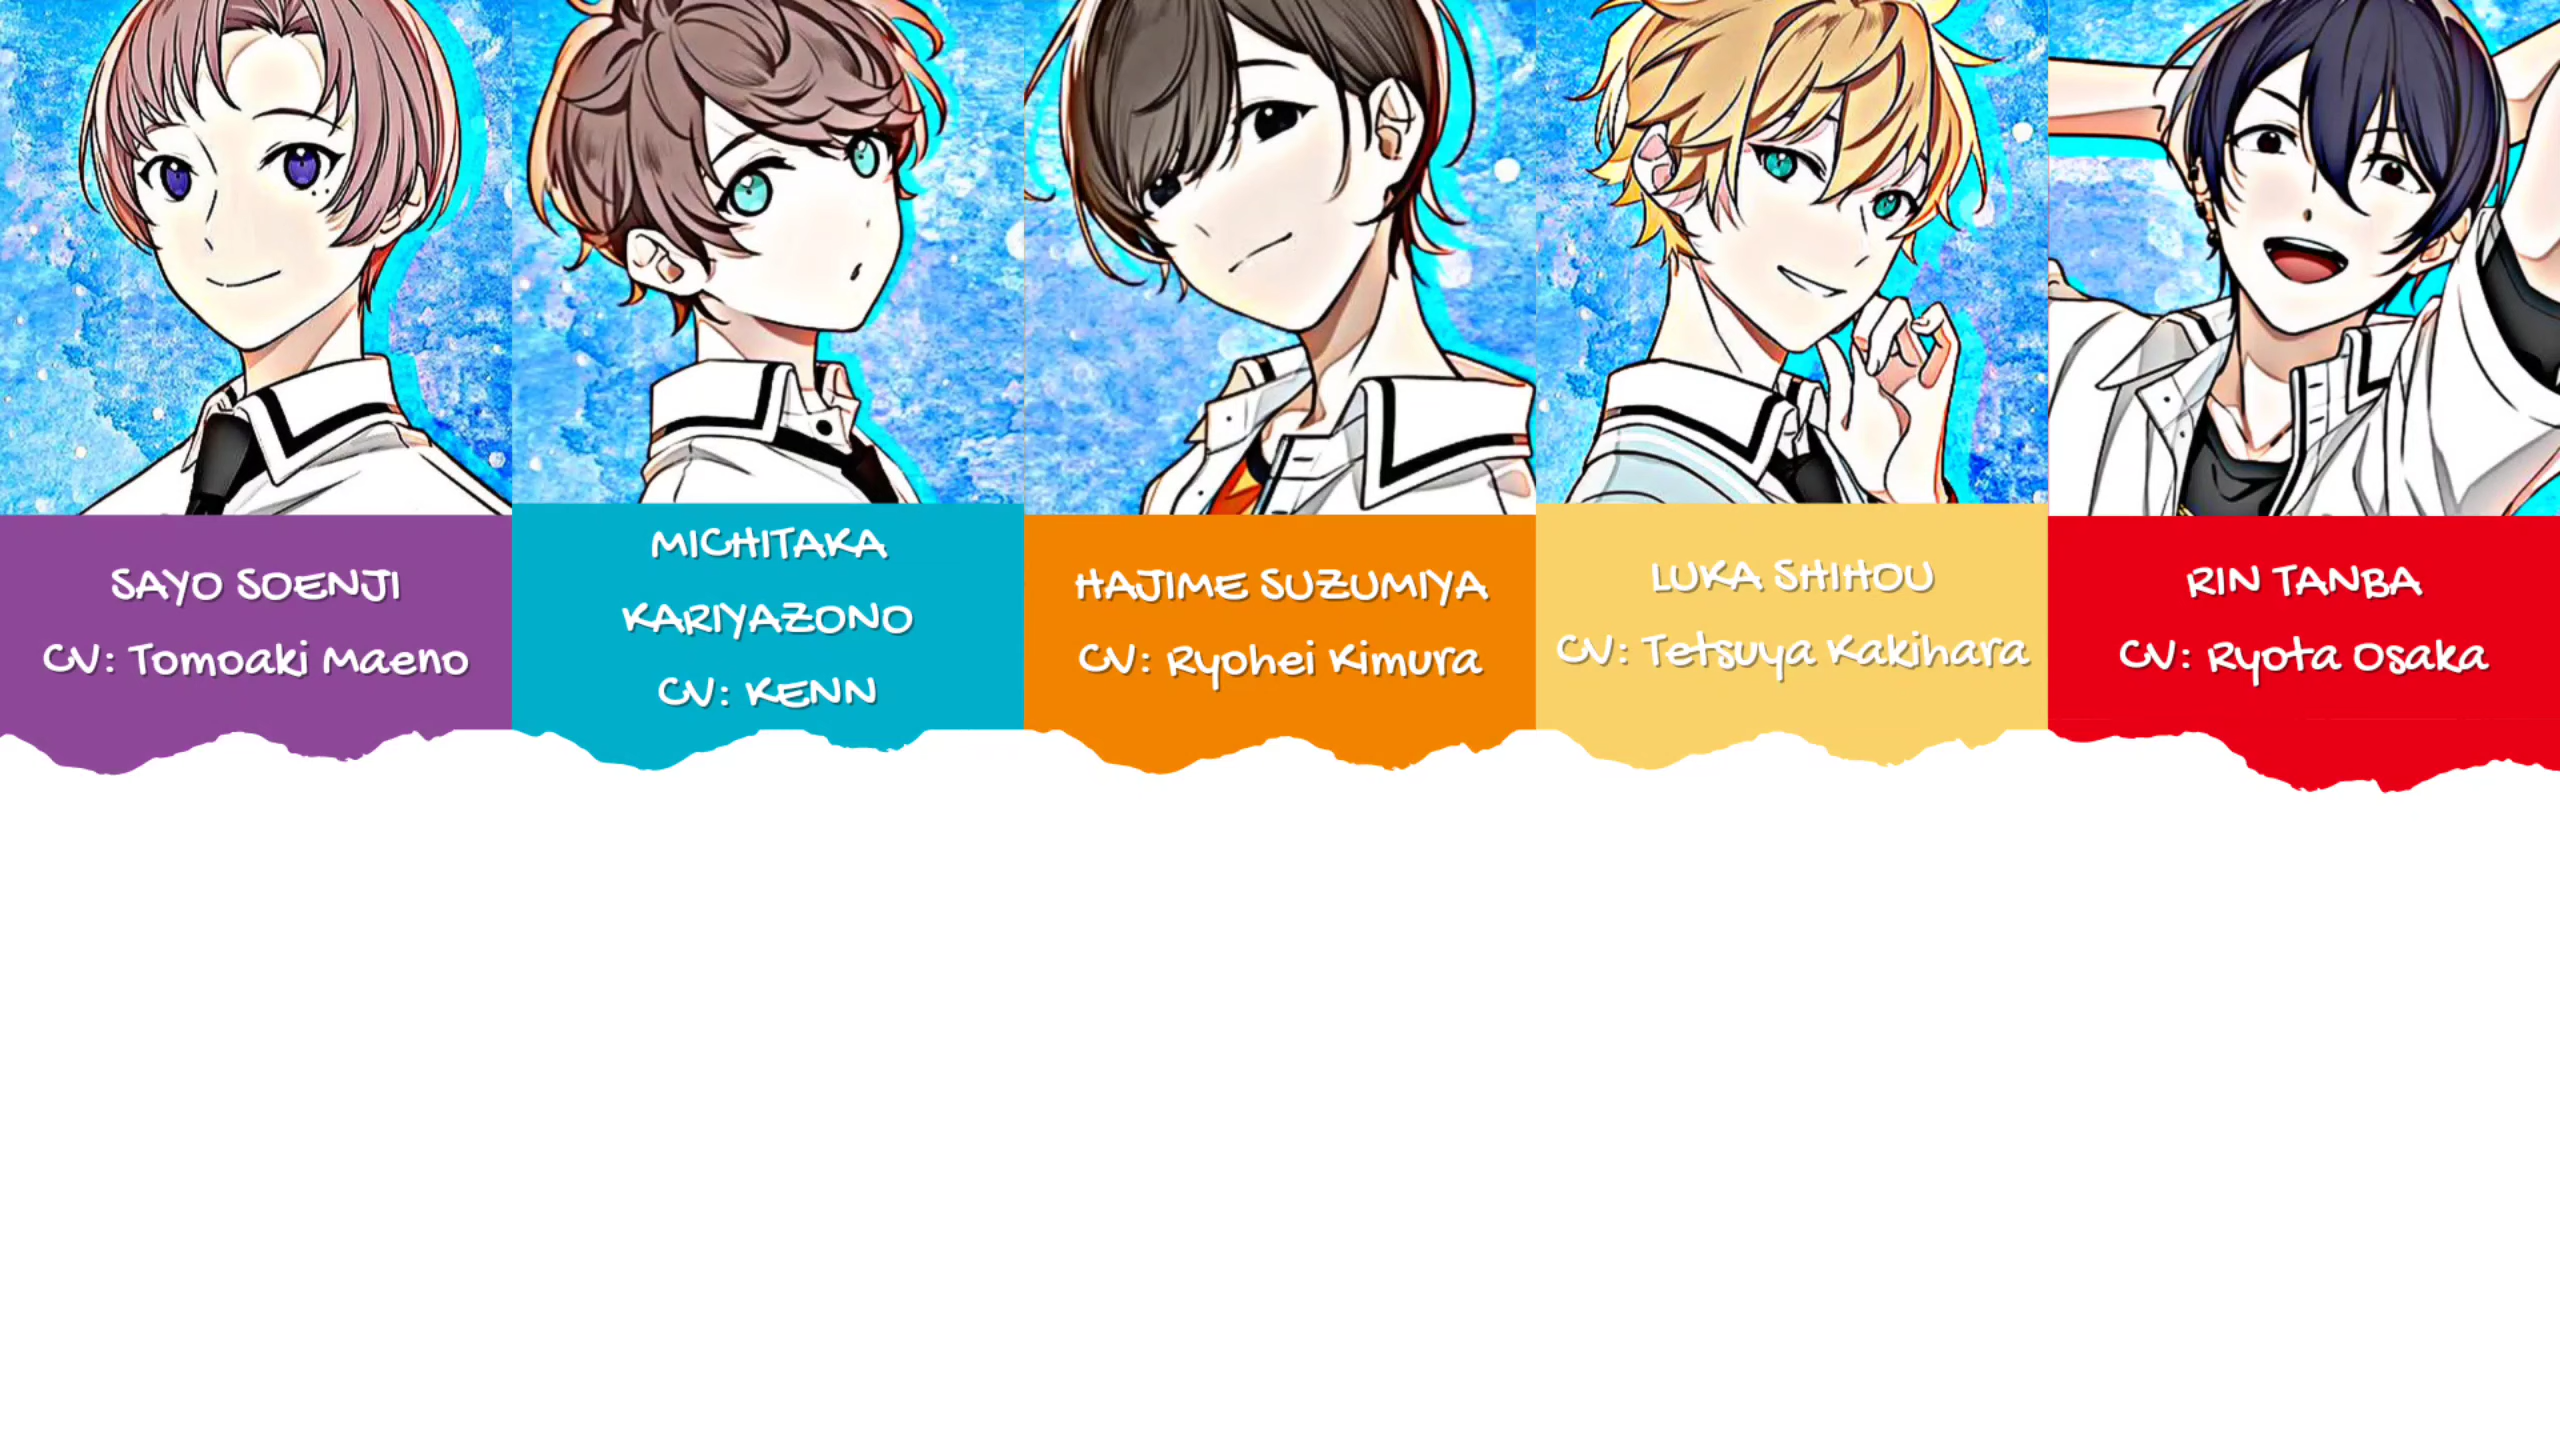 SAYO SOENJI
CV: Tomoaki Maeno
MICHITAKA
KARIYAZONO
CV: KENN
HAJIME SUZUMIYA
CV: Ryohei Kimura
LUKA SHIHOU
CV: Tetsuya Kakihara
RIN TANBA
CV: Ryota Osaka